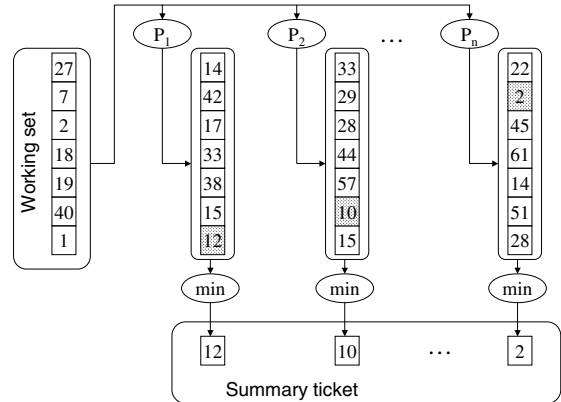 P1 P2 … Pn
27 14 33 22
7 42 29 2
2 17 28 45
18 33 44 61
19 38 57 14
40 15 10 51
1 12 15 28
Working set
min min min
12 10 … 2
Summary ticket